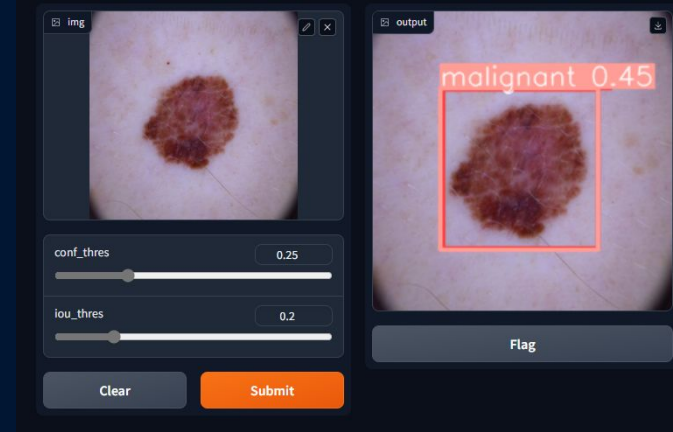 img
output
malignant 0.45
conf_thres
0.25
iou_thres
0.2
Clear
Submit
Flag